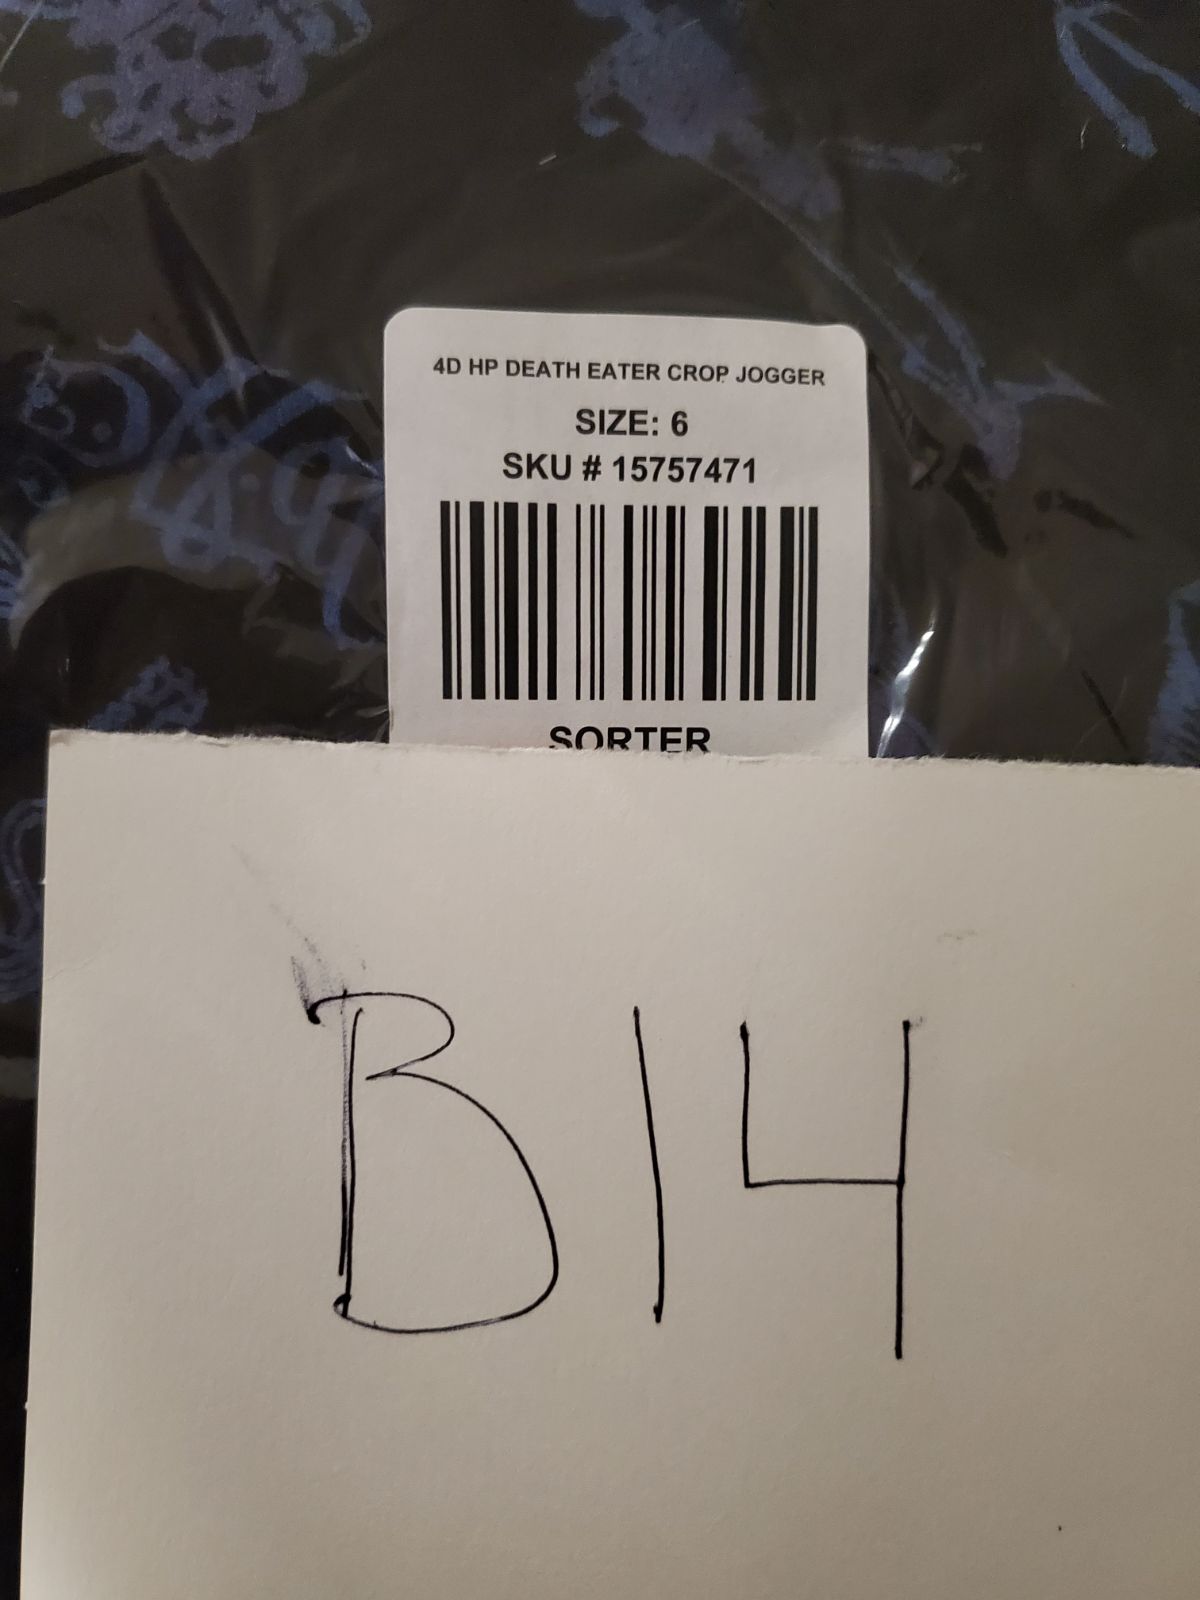 4D HP DEATH EATER CROP JOGGER
SIZE: 6
SKU # 15757471
SORTER
B14